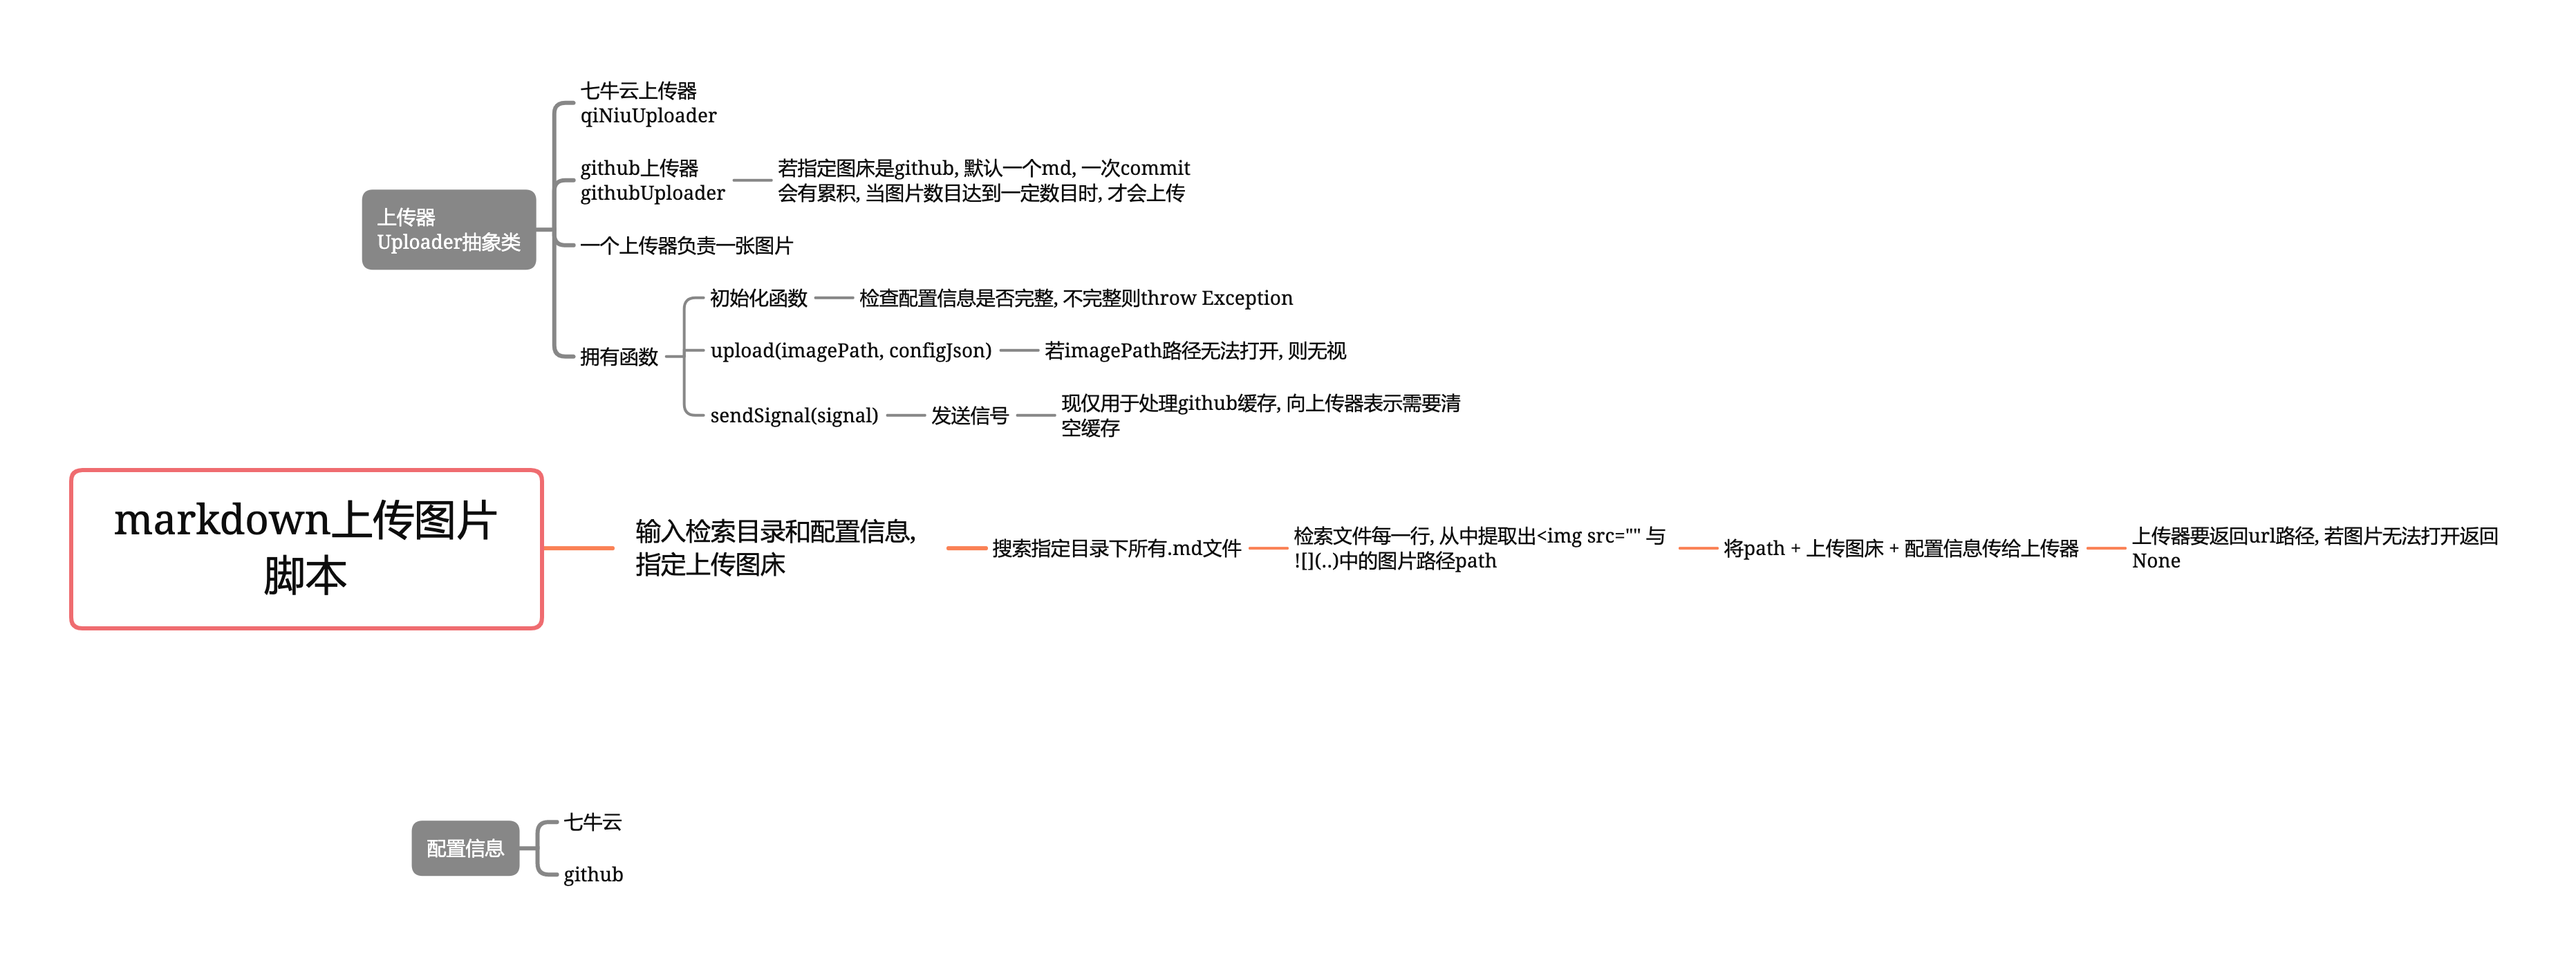 七牛云上传器
qiNiuUploader
github上传器
githubUploader
若指定图床是github, 默认一个md, 一次commit
会有累积, 当图片数目达到一定数目时, 才会上传
上传器
Uploader抽象类
一个上传器负责一张图片
初始化函数
检查配置信息是否完整, 不完整则throw Exception
拥有函数
upload(imagePath, configJson)
若imagePath路径无法打开, 则无视
sendSignal(signal)
发送信号
现仅用于处理github缓存, 向上传器表示需要清
空缓存
markdown上传图片
脚本
输入检索目录和配置信息,
指定上传图床
搜索指定目录下所有.md文件
检索文件每一行, 从中提取出<img src="" 与
![](..)中的图片路径path
将path + 上传图床 + 配置信息传给上传器
上传器要返回url路径, 若图片无法打开返回
None
配置信息
七牛云
github